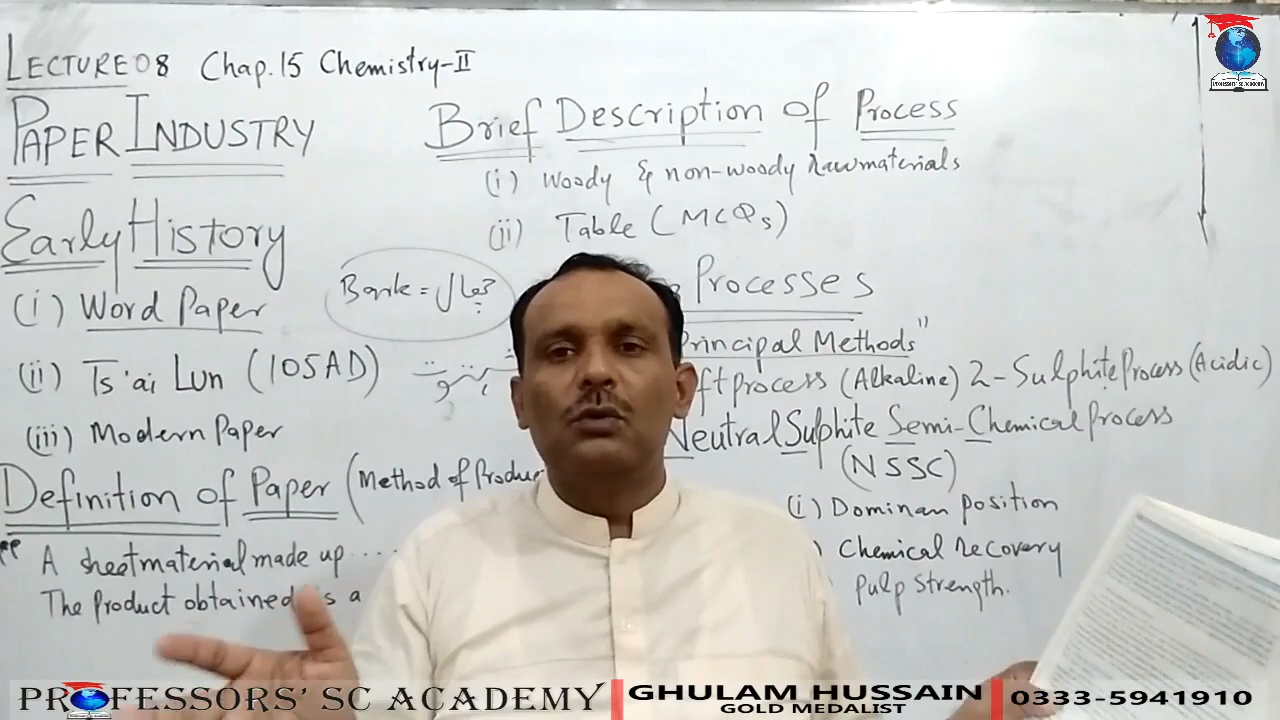 LECTURE 08 Chap. 15 Chemistry-II
PAPER INDUSTRY
Early History
(i) Word Paper
(ii) Ts'ai Lun (105AD)
(iii) Modern Paper
Definition of Paper (Method of Produc
A sheet material made up ....
The Product obtained is a
Brief Description of Process
(i) Woody & non-woody Rawmaterials
(ii) Table (MCQs)
Processes
Principal Methods"
ft process (Alkaline) 2- Sulphite Process (Acidic)
Neutral Sulphite Semi-Chemical Process
(NSSC)
(i) Dominan position
) Chemical recovery
Pulp strength.
PROFESSORS' SC ACADEMY
GHULAM HUSSAIN
GOLD MEDALIST
0333-5941910
PROFESSORS' SC ACADEMY